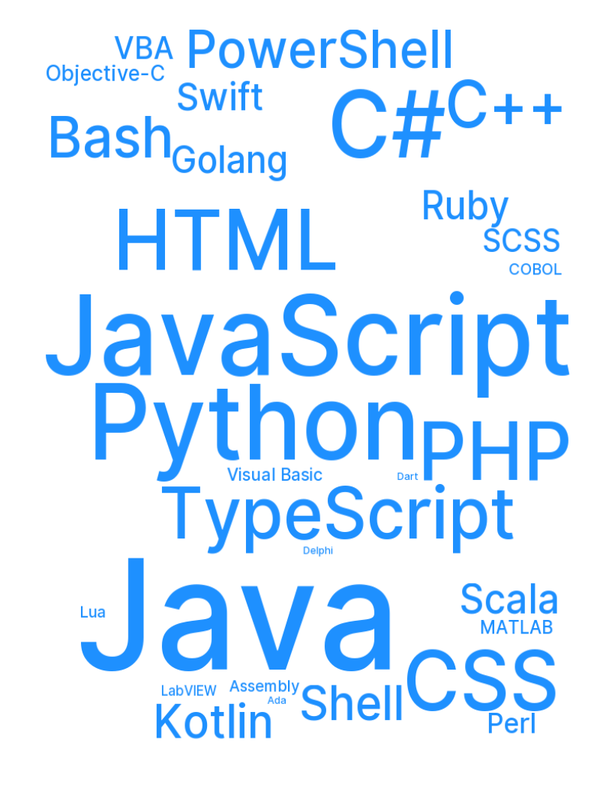 VBA PowerShell
Objective-C
Swift
C# C++
Bash
Golang
Ruby
HTML
SCSS
COBOL
JavaScript
Python
PHP
Visual Basic
Dart
TypeScript
Delphi
Java
Lua
Scala
MATLAB
CSS
LabVIEW
Assembly
Ada
Shell
Kotlin
Perl